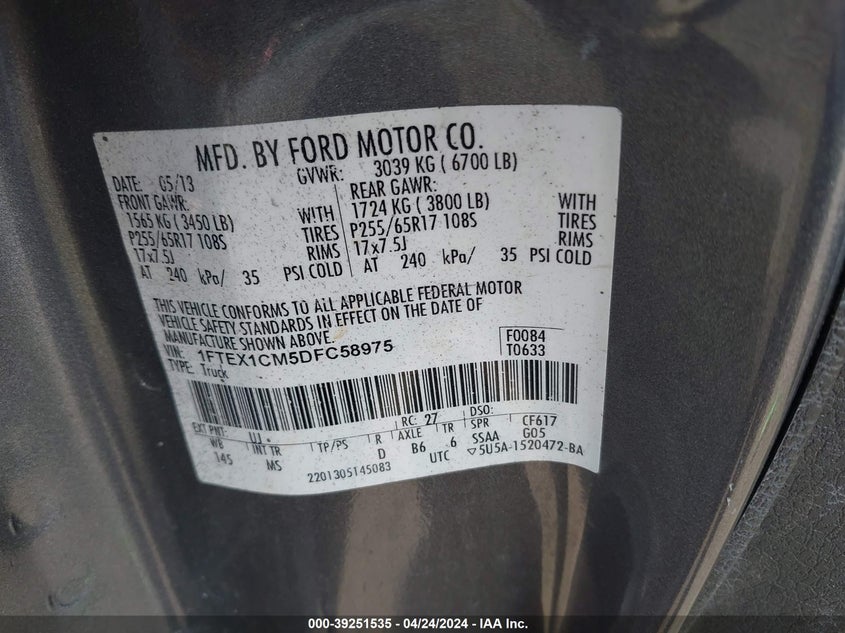 MFD. BY FORD MOTOR CO.
DATE: 05/13 GVWR: 3039 KG ( 6700 LB)
FRONT GAWR: REAR GAWR:
1565 KG ( 3450 LB) WITH 1724 KG ( 3800 LB) WITH
P255/65R17 108S TIRES P255/65R17 108S TIRES
17x7.5J RIMS 17x7.5J RIMS
AT 240 kPa/ 35 PSI COLD AT 240 kPa/ 35 PSI COLD
THIS VEHICLE CONFORMS TO ALL APPLICABLE FEDERAL MOTOR
VEHICLE SAFETY STANDARDS IN EFFECT ON THE DATE OF
MANUFACTURE SHOWN ABOVE.
VIN: 1FTEX1CM5DFC58975 F0084
TYPE: Truck T0633
EXT PNT: UJ. RC: 27 DSO:
WB INT TR TP/PS R AXLE TR SPR CF617
145 MS D B6 .6 SSAA G05
2201305145083 UTC ▽5U5A-1520472-BA
000-39251535 - 04/24/2024 - IAA Inc.